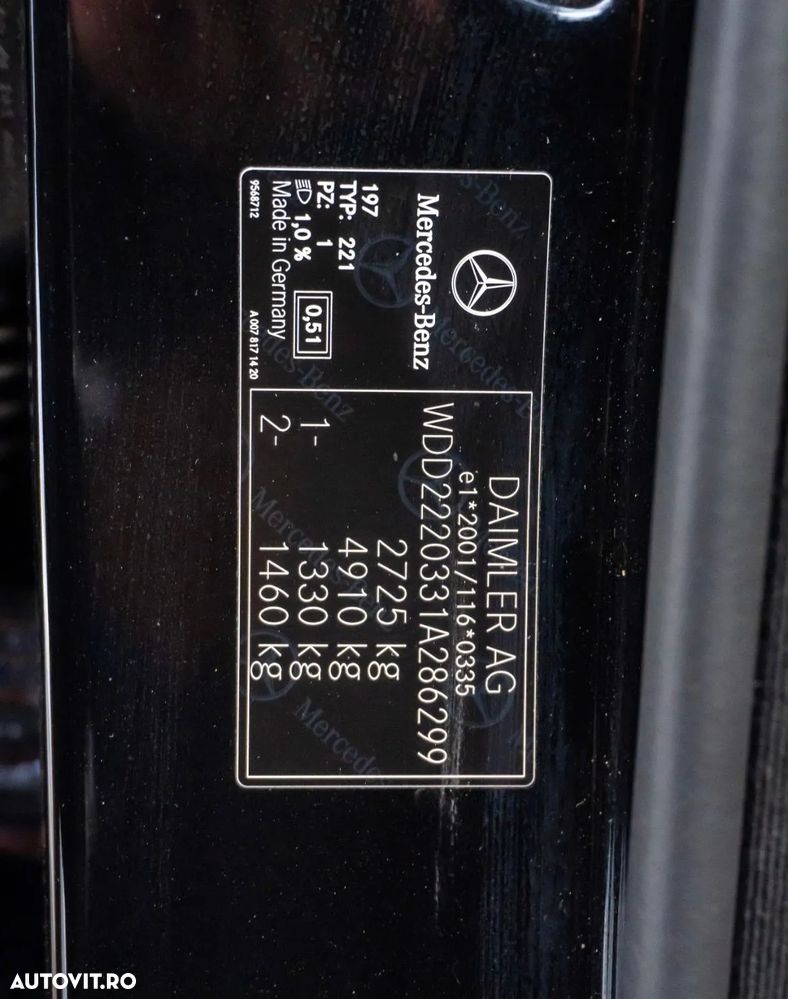 Mercedes-Benz
197
TYP: 221
PZ: 1
1,0 %
0,51
Made in Germany
9568712
A 007 817 14 20
DAIMLER AG
e1*2001/116*0335
WDD2220331A286299
2725 kg
4910 kg
1- 1330 kg
2- 1460 kg
AUTOVIT.RO